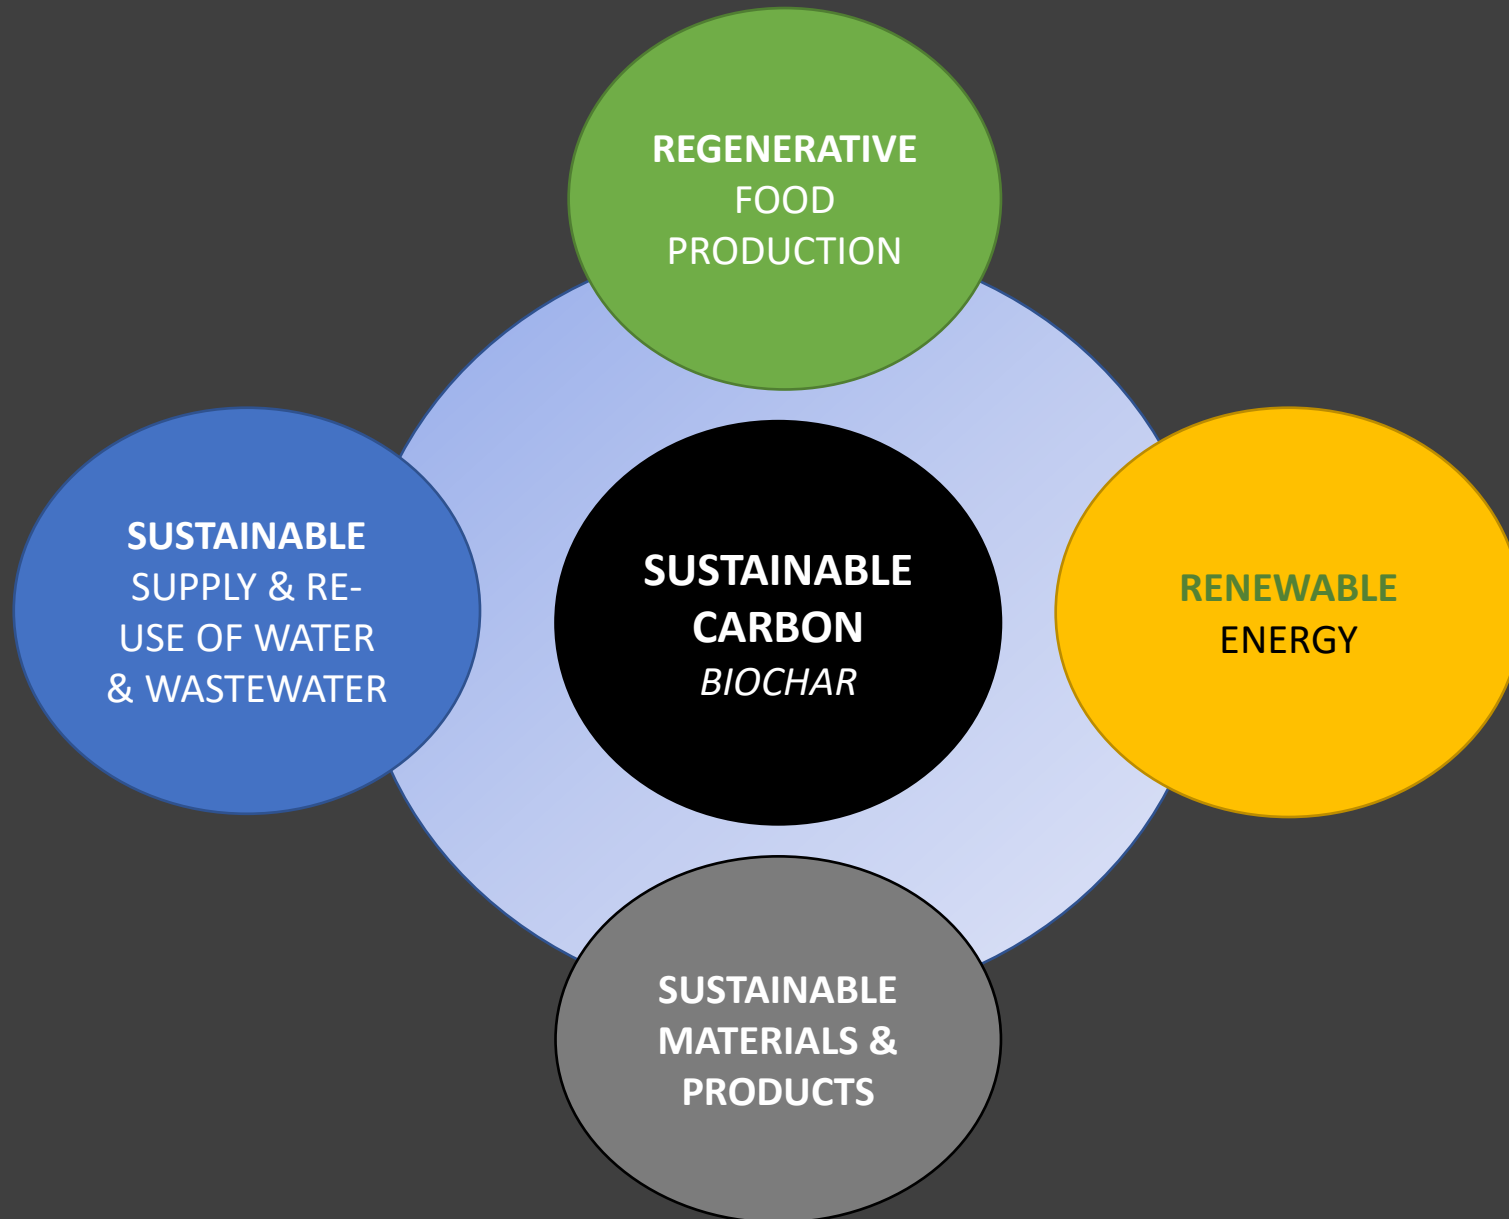 REGENERATIVE
FOOD
PRODUCTION
SUSTAINABLE
SUPPLY & RE-
USE OF WATER
& WASTEWATER
SUSTAINABLE
CARBON
BIOCHAR
RENEWABLE
ENERGY
SUSTAINABLE
MATERIALS &
PRODUCTS